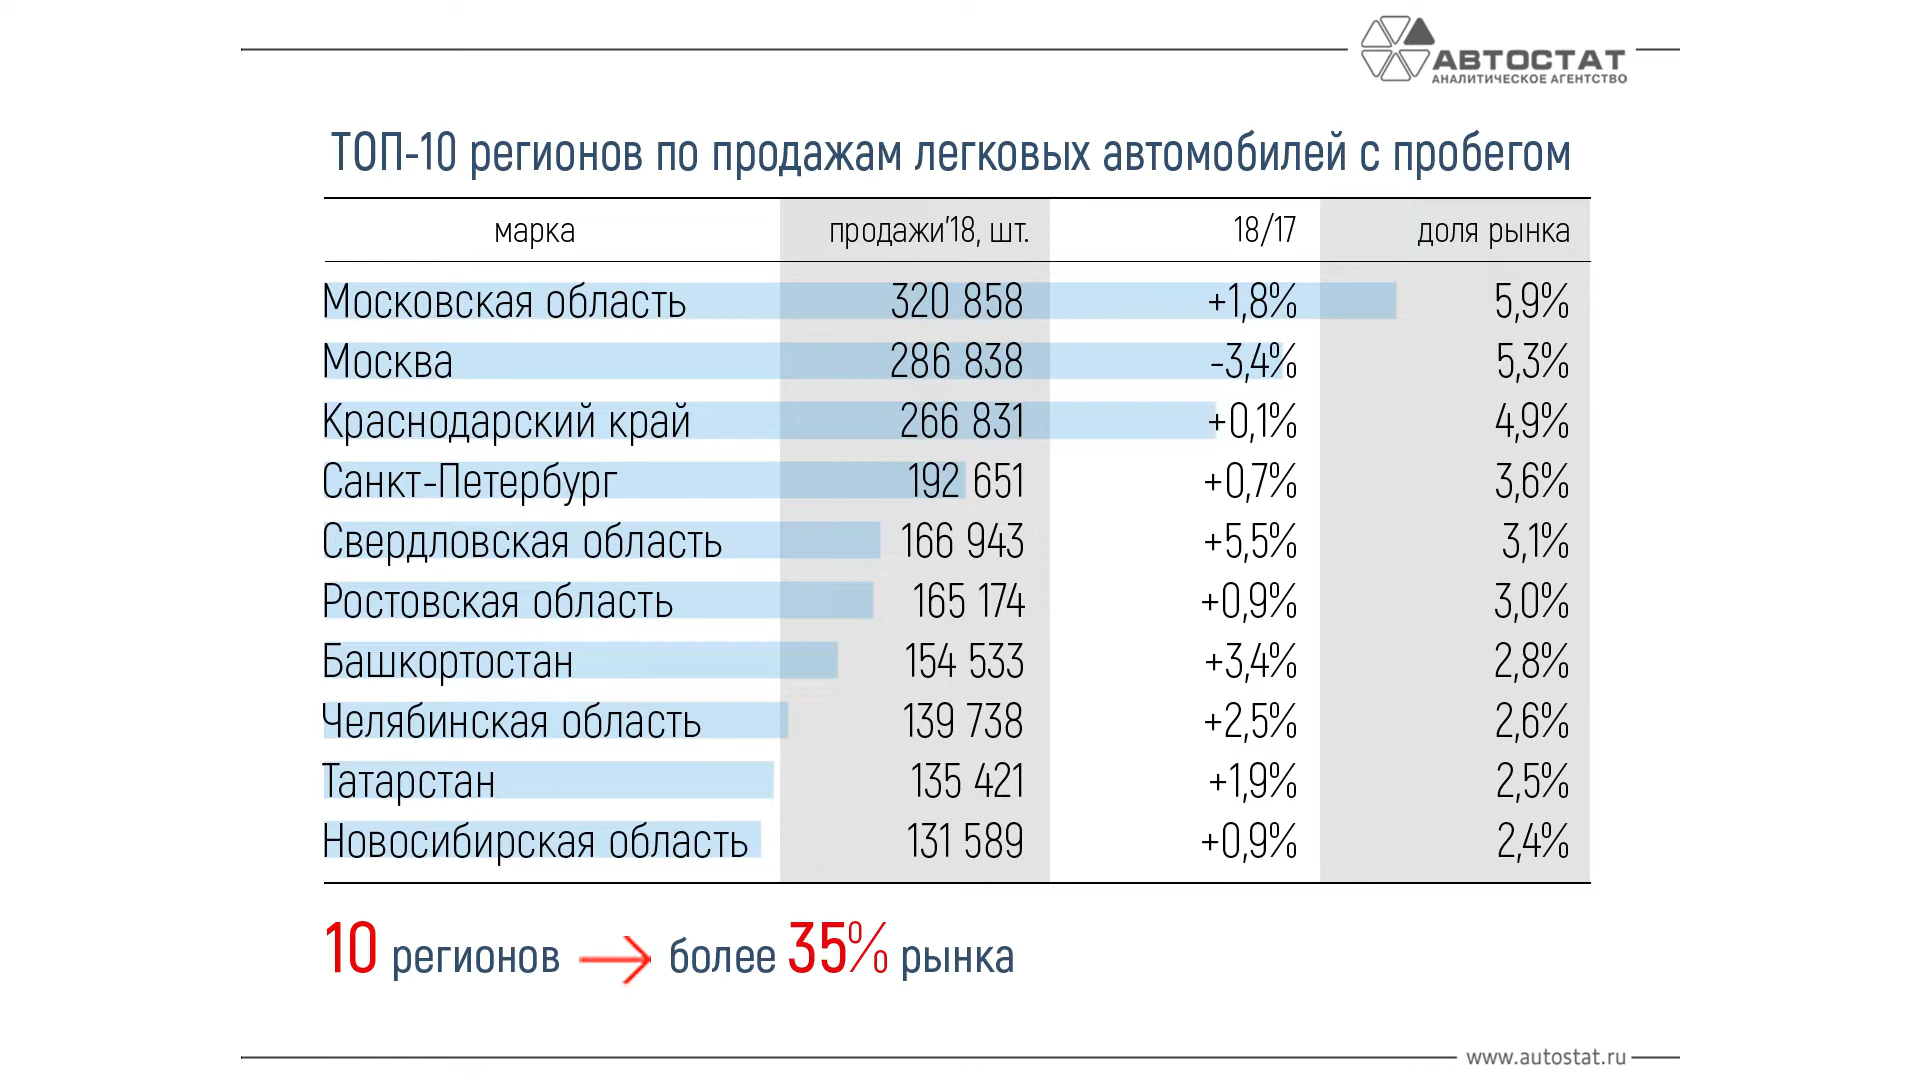 АВТОСТАТ
АНАЛИТИЧЕСКОЕ АГЕНТСТВО
ТОП-10 регионов по продажам легковых автомобилей с пробегом
марка продажи'18, шт. 18/17 доля рынка
Московская область 320 858 +1,8% 5,9%
Москва 286 838 -3,4% 5,3%
Краснодарский край 266 831 +0,1% 4,9%
Санкт-Петербург 192 651 +0,7% 3,6%
Свердловская область 166 943 +5,5% 3,1%
Ростовская область 165 174 +0,9% 3,0%
Башкортостан 154 533 +3,4% 2,8%
Челябинская область 139 738 +2,5% 2,6%
Татарстан 135 421 +1,9% 2,5%
Новосибирская область 131 589 +0,9% 2,4%
10 регионов → более 35% рынка
www.autostat.ru